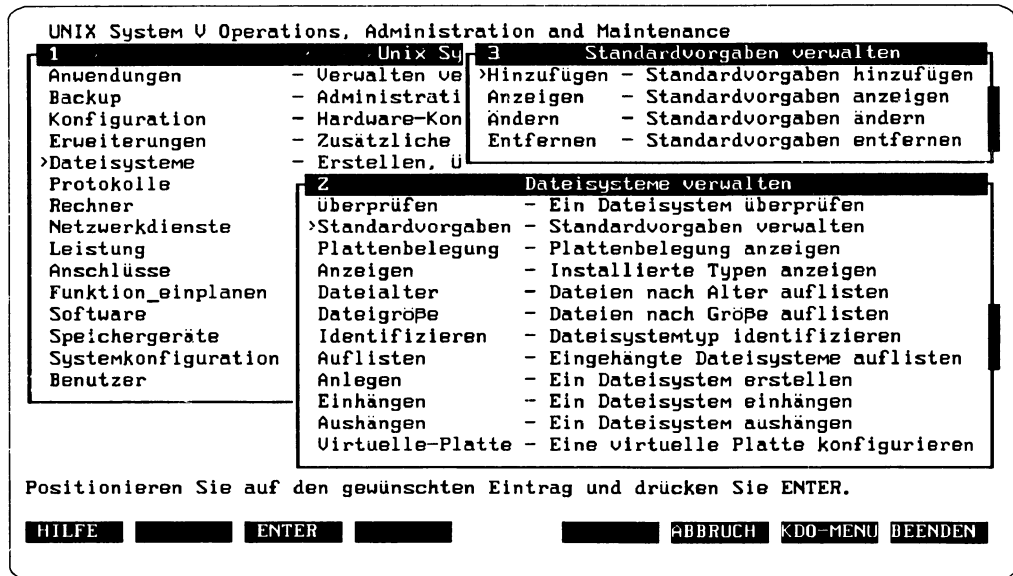 UNIX System V Operations, Administration and Maintenance
1 Unix Sy
Anwendungen - Verwalten ve
Backup - Administrati
Konfiguration - Hardware-Kon
Erweiterungen - Zusätzliche
>Dateisysteme - Erstellen, ü
Protokolle
Rechner
Netzwerkdienste
Leistung
Anschlüsse
Funktion_einplanen
Software
Speichergeräte
Systemkonfiguration
Benutzer
3 Standardvorgaben verwalten
>Hinzufügen - Standardvorgaben hinzufügen
Anzeigen - Standardvorgaben anzeigen
Ändern - Standardvorgaben ändern
Entfernen - Standardvorgaben entfernen
2 Dateisysteme verwalten
überprüfen - Ein Dateisystem überprüfen
>Standardvorgaben - Standardvorgaben verwalten
Plattenbelegung - Plattenbelegung anzeigen
Anzeigen - Installierte Typen anzeigen
Dateialter - Dateien nach Alter auflisten
Dateigröße - Dateien nach Größe auflisten
Identifizieren - Dateisystemtyp identifizieren
Auflisten - Eingehängte Dateisysteme auflisten
Anlegen - Ein Dateisystem erstellen
Einhängen - Ein Dateisystem einhängen
Aushängen - Ein Dateisystem aushängen
Virtuelle-Platte - Eine virtuelle Platte konfigurieren
Positionieren Sie auf den gewünschten Eintrag und drücken Sie ENTER.
HILFE ENTER ABBRUCH KDO-MENU BEENDEN